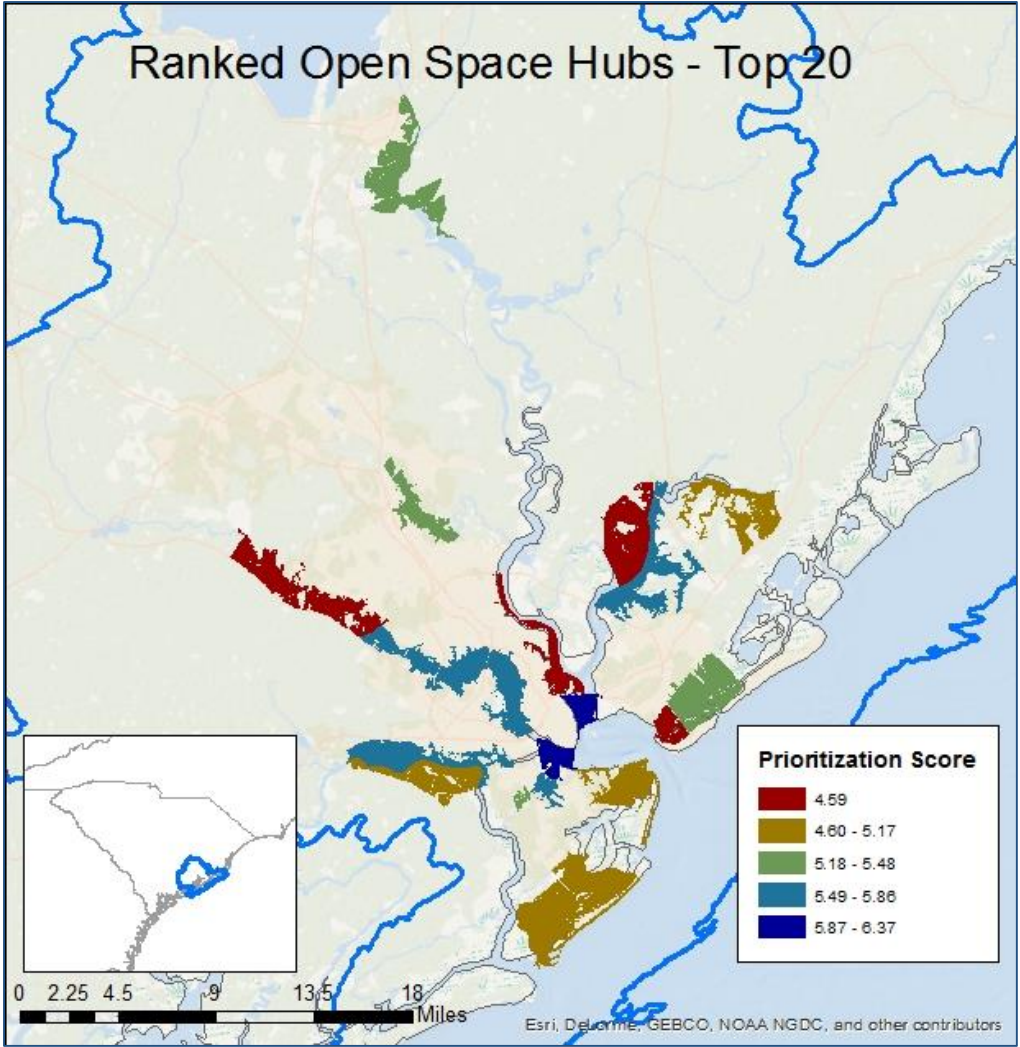 Ranked Open Space Hubs - Top 20
Prioritization Score
4.59
4.60 - 5.17
5.18 - 5.48
5.49 - 5.86
5.87 - 6.37
0 2.25 4.5 9 13.5 18
Miles
Esri, DeLorme, GEBCO, NOAA NGDC, and other contributors